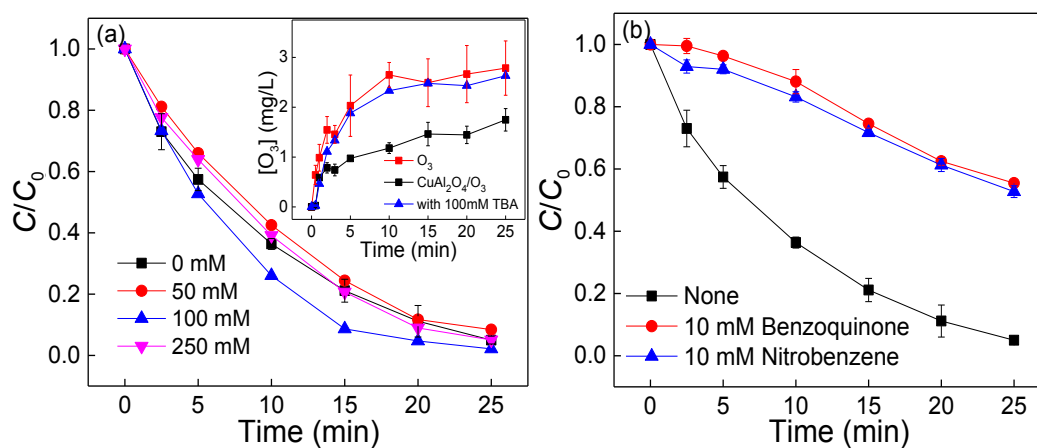 (a)
C/C0
1.0
0.8
0.6
0.4
0.2
0.0
0 5 10 15 20 25
Time (min)
0 mM
50 mM
100 mM
250 mM
[O3] (mg/L)
3
2
1
0
0 5 10 15 20 25
Time (min)
O3
CuAl2O4/O3
with 100mM TBA
(b)
C/C0
1.0
0.8
0.6
0.4
0.2
0.0
0 5 10 15 20 25
Time (min)
None
10 mM Benzoquinone
10 mM Nitrobenzene